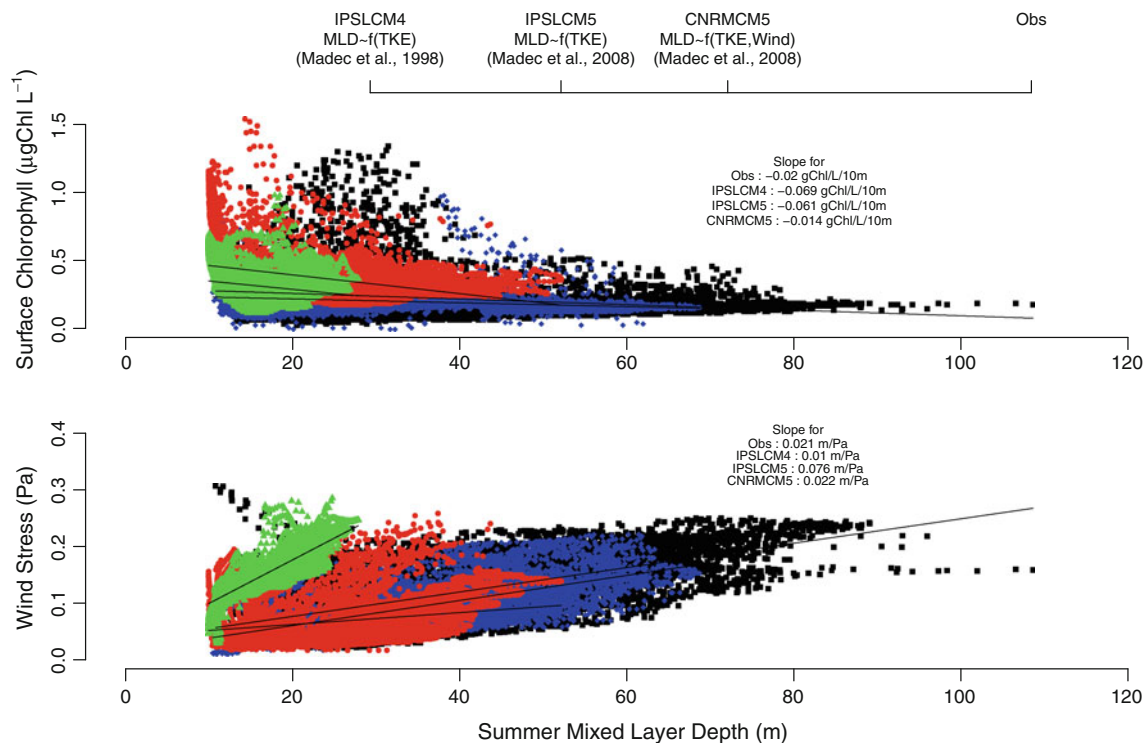 IPSLCM4
MLD~f(TKE)
(Madec et al., 1998)
IPSLCM5
MLD~f(TKE)
(Madec et al., 2008)
CNRMCM5
MLD~f(TKE,Wind)
(Madec et al., 2008)
Obs
Surface Chlorophyll (µgChl L⁻¹)
1.5
1.0
0.5
0.0
Slope for
Obs : −0.02 gChl/L/10m
IPSLCM4 : −0.069 gChl/L/10m
IPSLCM5 : −0.061 gChl/L/10m
CNRMCM5 : −0.014 gChl/L/10m
0 20 40 60 80 100 120
Wind Stress (Pa)
0.4
0.3
0.2
0.1
0.0
Slope for
Obs : 0.021 m/Pa
IPSLCM4 : 0.01 m/Pa
IPSLCM5 : 0.076 m/Pa
CNRMCM5 : 0.022 m/Pa
0 20 40 60 80 100 120
Summer Mixed Layer Depth (m)